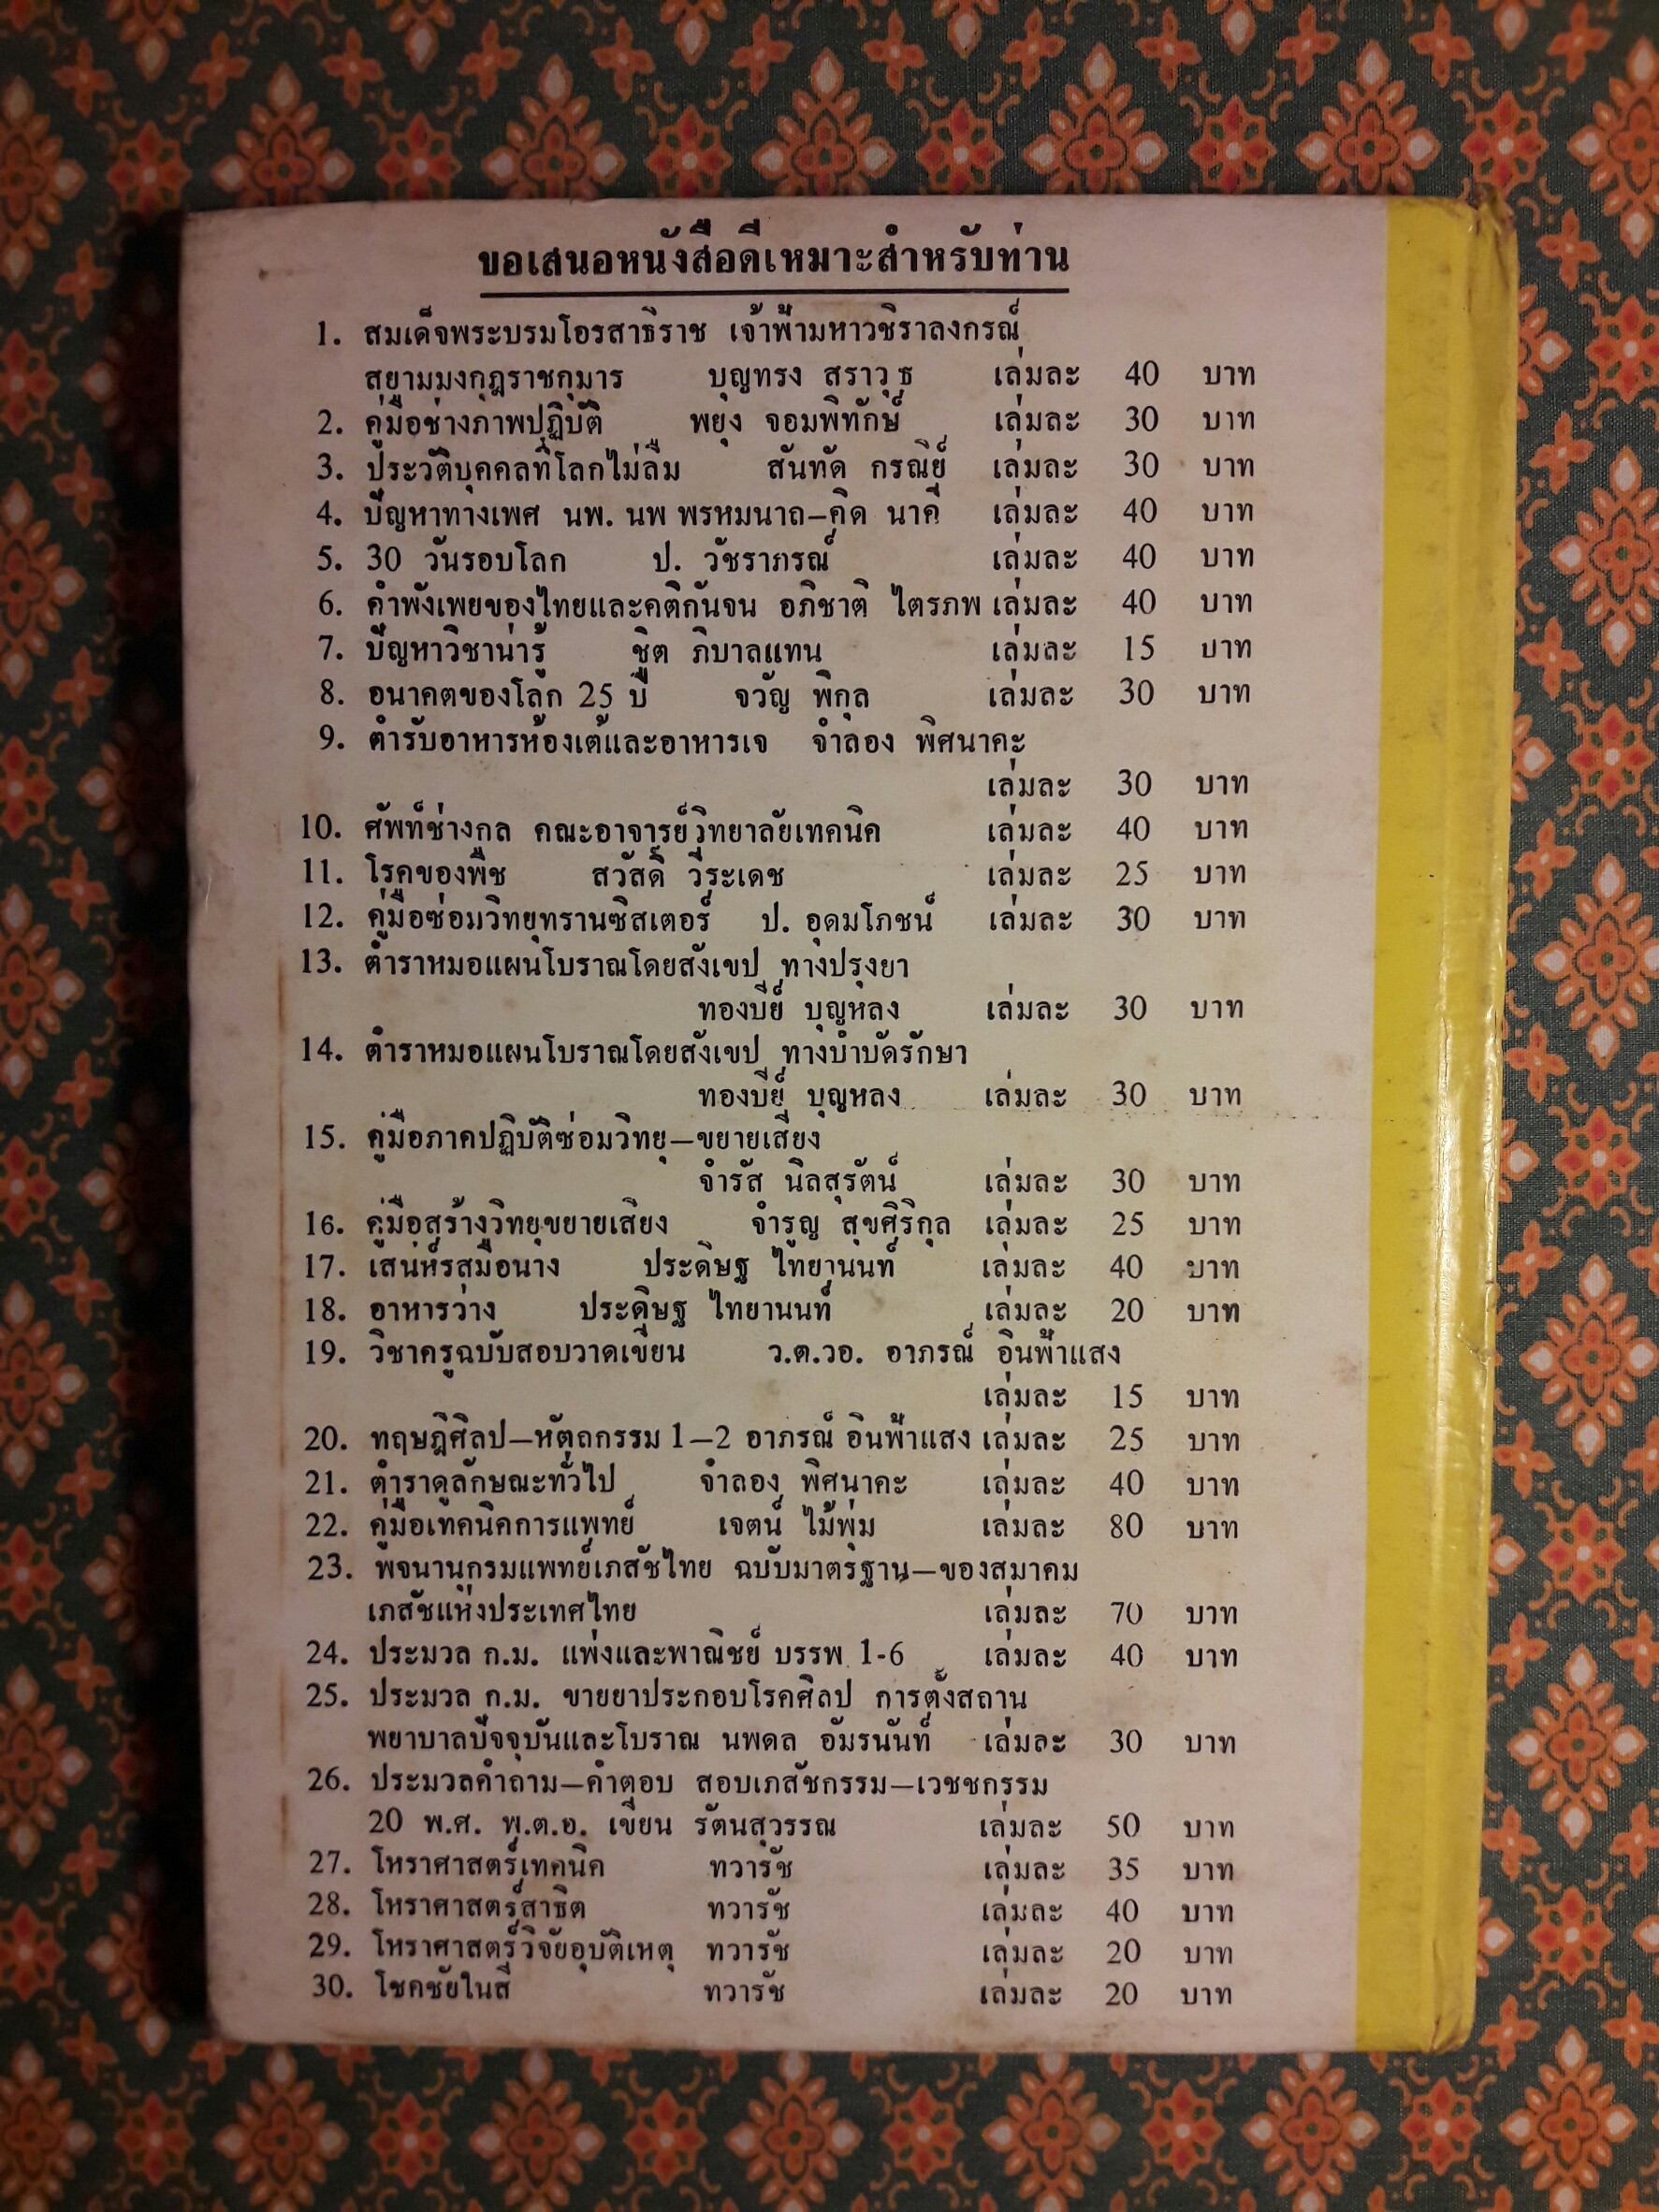 ขอเสนอหนังสือดีเหมาะสำหรับท่าน
1. สมเด็จพระบรมโอรสาธิราช เจ้าฟ้ามหาวชิราลงกรณ์
สยามมงกุฎราชกุมาร บุญทรง สราวุธ เล่มละ 40 บาท
2. คู่มือช่างภาพปฏิบัติ พยุง จอมพิทักษ์ เล่มละ 30 บาท
3. ประวัติบุคคลที่โลกไม่ลืม สันทัด กรณีย์ เล่มละ 30 บาท
4. ปัญหาทางเพศ นพ. นพ พรหมนาถ–คิด นาคี เล่มละ 40 บาท
5. 30 วันรอบโลก ป. วัชราภรณ์ เล่มละ 40 บาท
6. คำพังเพยของไทยและคติกันจน อภิชาติ ไตรภพ เล่มละ 40 บาท
7. ปัญหาวิชาน่ารู้ ชิต ภิบาลแทน เล่มละ 15 บาท
8. อนาคตของโลก 25 ปี จวัญ พิกุล เล่มละ 30 บาท
9. ตำรับอาหารห้องเต้และอาหารเจ จำลอง พิศนาคะ
เล่มละ 30 บาท
10. ศัพท์ช่างกล คณะอาจารย์วิทยาลัยเทคนิค เล่มละ 40 บาท
11. โรคของพืช สวัสดิ์ วีระเดช เล่มละ 25 บาท
12. คู่มือซ่อมวิทยุทรานซิสเตอร์ ป. อุดมโภชน์ เล่มละ 30 บาท
13. ตำราหมอแผนโบราณโดยสังเขป ทางปรุงยา
ทองบีย์ บุญหลง เล่มละ 30 บาท
14. ตำราหมอแผนโบราณโดยสังเขป ทางบำบัดรักษา
ทองบีย์ บุญหลง เล่มละ 30 บาท
15. คู่มือภาคปฏิบัติซ่อมวิทยุ–ขยายเสียง
จำรัส นิลสุรัตน์ เล่มละ 30 บาท
16. คู่มือสร้างวิทยุขยายเสียง จำรูญ สุขศิริกุล เล่มละ 25 บาท
17. เสน่ห์รสมือนาง ประดิษฐ ไทยานนท์ เล่มละ 40 บาท
18. อาหารว่าง ประดิษฐ ไทยานนท์ เล่มละ 20 บาท
19. วิชาครูฉบับสอบวาดเขียน ว.ต.วอ. อาภรณ์ อินฟ้าแสง
เล่มละ 15 บาท
20. ทฤษฎีศิลป–หัตถกรรม 1–2 อาภรณ์ อินฟ้าแสง เล่มละ 25 บาท
21. ตำราดูลักษณะทั่วไป จำลอง พิศนาคะ เล่มละ 40 บาท
22. คู่มือเทคนิคการแพทย์ เจตน์ ไม้พุ่ม เล่มละ 80 บาท
23. พจนานุกรมแพทย์เภสัชไทย ฉบับมาตรฐาน–ของสมาคม
เภสัชแห่งประเทศไทย เล่มละ 70 บาท
24. ประมวล ก.ม. แพ่งและพาณิชย์ บรรพ 1-6 เล่มละ 40 บาท
25. ประมวล ก.ม. ขายยาประกอบโรคศิลป การตั้งสถาน
พยาบาลปัจจุบันและโบราณ นพดล อัมรนันท์ เล่มละ 30 บาท
26. ประมวลคำถาม–คำตอบ สอบเภสัชกรรม–เวชชกรรม
20 พ.ศ. พ.ต.อ. เขียน รัตนสุวรรณ เล่มละ 50 บาท
27. โหราศาสตร์เทคนิค ทวารัช เล่มละ 35 บาท
28. โหราศาสตร์สาธิต ทวารัช เล่มละ 40 บาท
29. โหราศาสตร์วิจัยอุบัติเหตุ ทวารัช เล่มละ 20 บาท
30. โชคชัยในสี ทวารัช เล่มละ 20 บาท